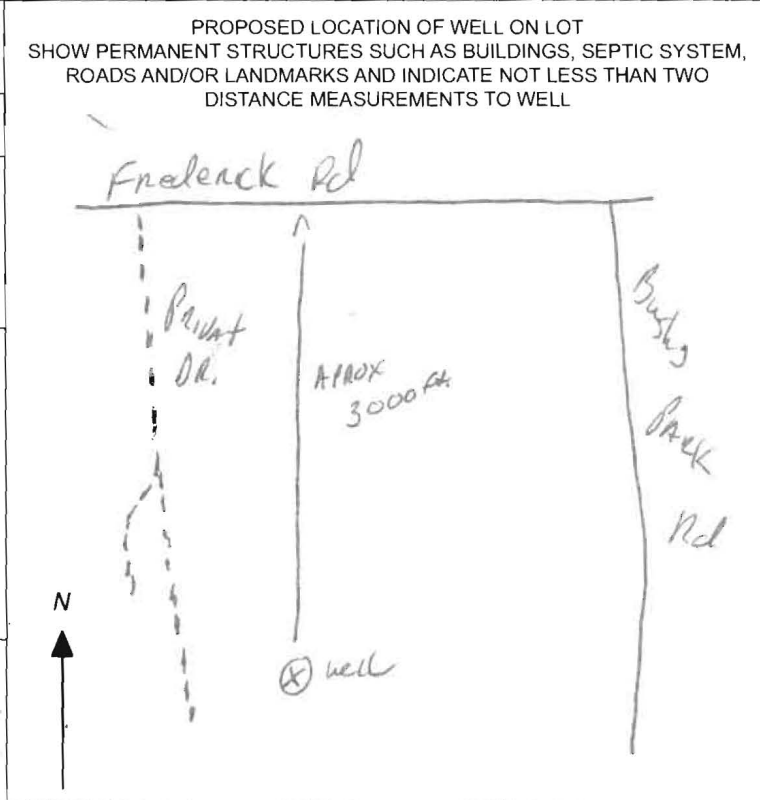 PROPOSED LOCATION OF WELL ON LOT
SHOW PERMANENT STRUCTURES SUCH AS BUILDINGS, SEPTIC SYSTEM,
ROADS AND/OR LANDMARKS AND INDICATE NOT LESS THAN TWO
DISTANCE MEASUREMENTS TO WELL
Frederick Rd
Privat
DR.
APROX
3000 ft.
Bushy
PARK
Rd
N
well